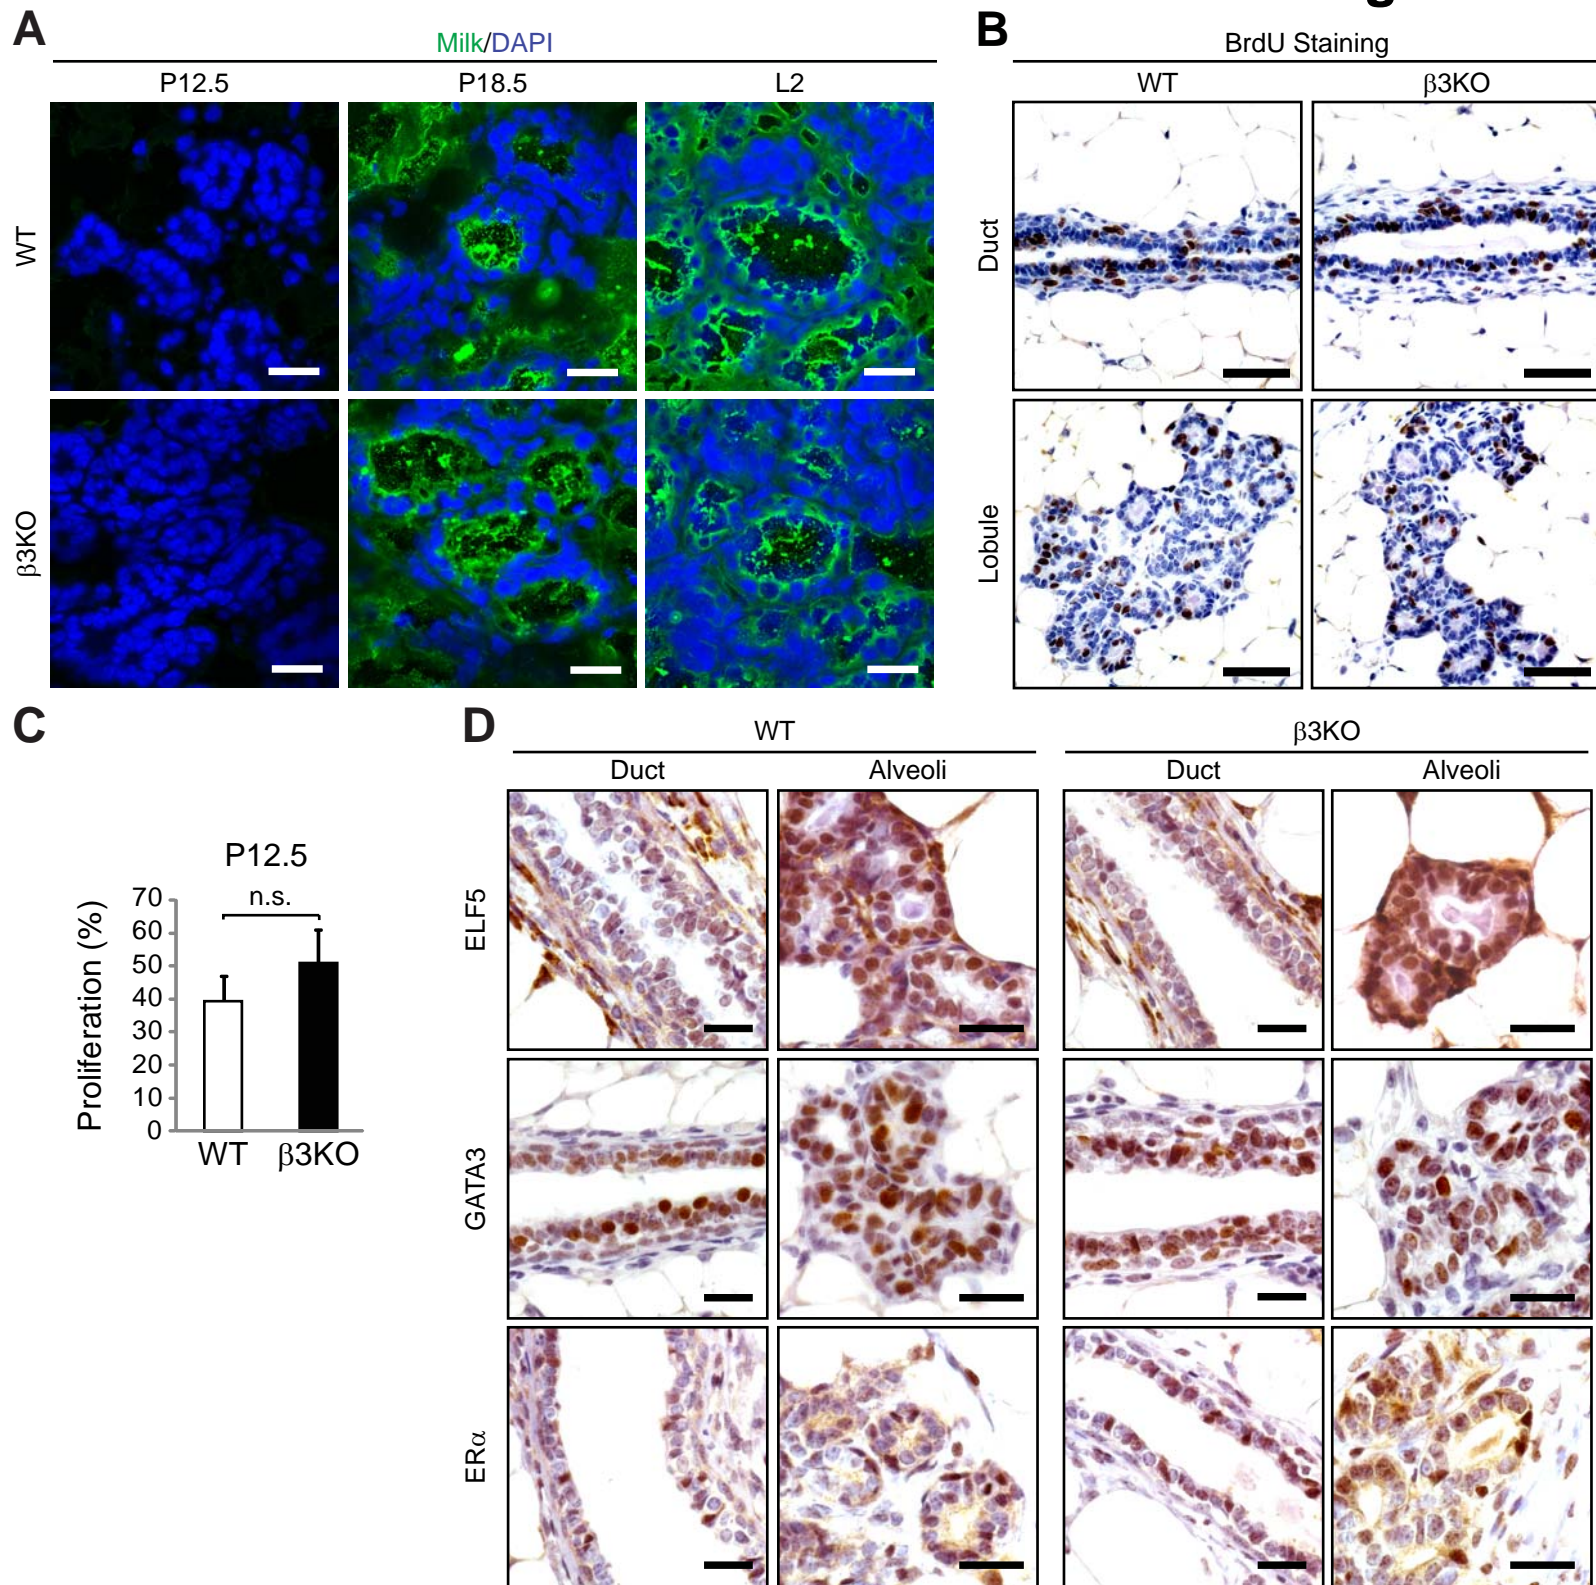 g
A
Milk/DAPI
P12.5
P18.5
L2
WT
β3KO
B
BrdU Staining
WT
β3KO
Duct
Lobule
C
P12.5
n.s.
Proliferation (%)
70
60
50
40
30
20
10
0
WT
β3KO
D
WT
β3KO
Duct
Alveoli
Duct
Alveoli
ELF5
GATA3
ERα